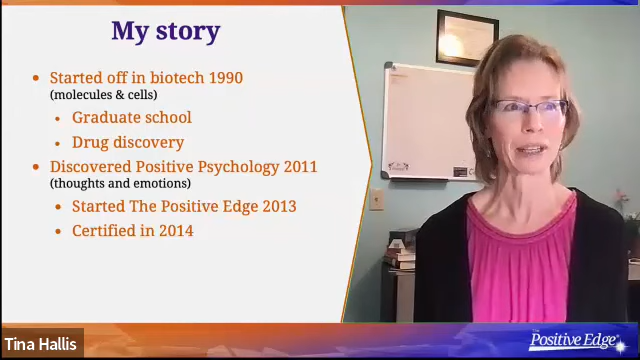 My story
• Started off in biotech 1990
(molecules & cells)
• Graduate school
• Drug discovery
• Discovered Positive Psychology 2011
(thoughts and emotions)
• Started The Positive Edge 2013
• Certified in 2014
Tina Hallis
The
Positive Edge